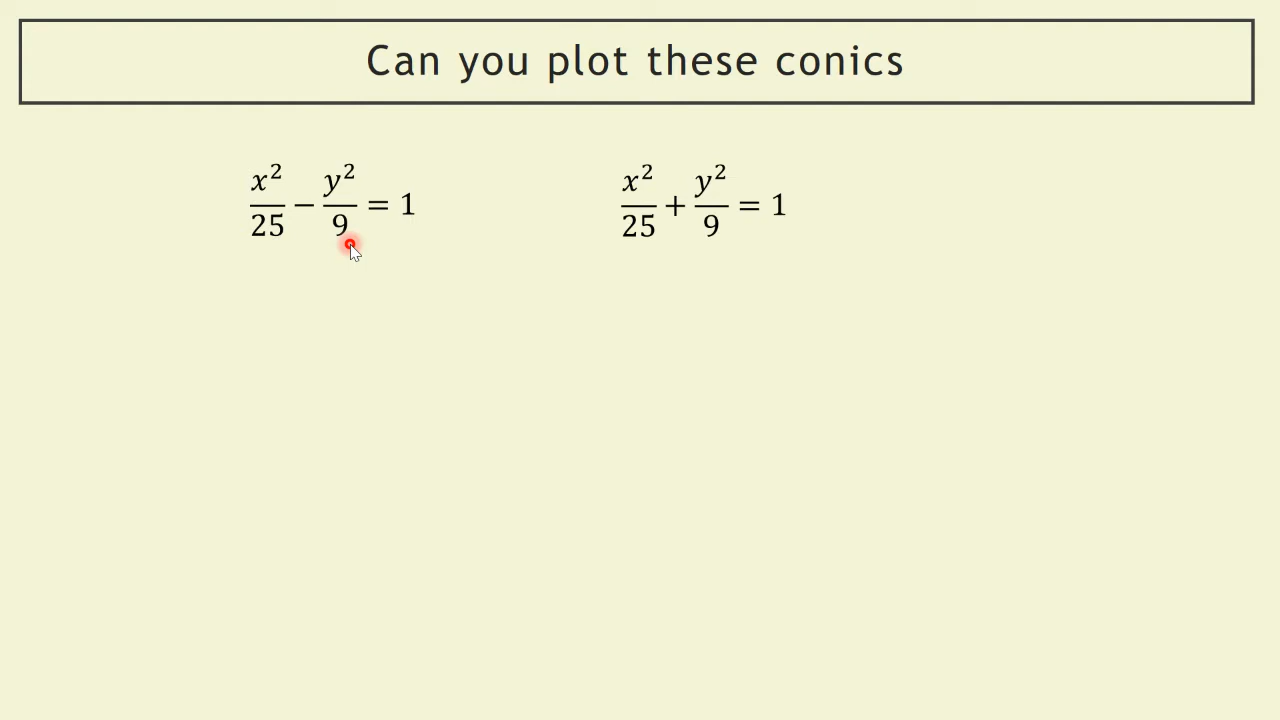 Can you plot these conics
x²/25 − y²/9 = 1
x²/25 + y²/9 = 1